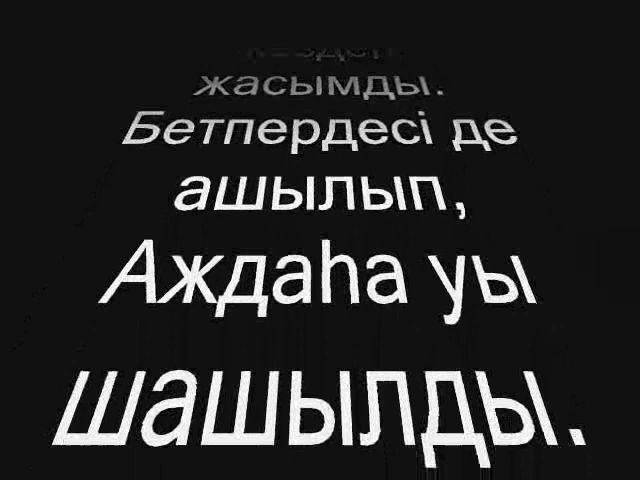 жасымды.
Бетпердесі де
ашылып,
Аждаһа уы
шашылды.